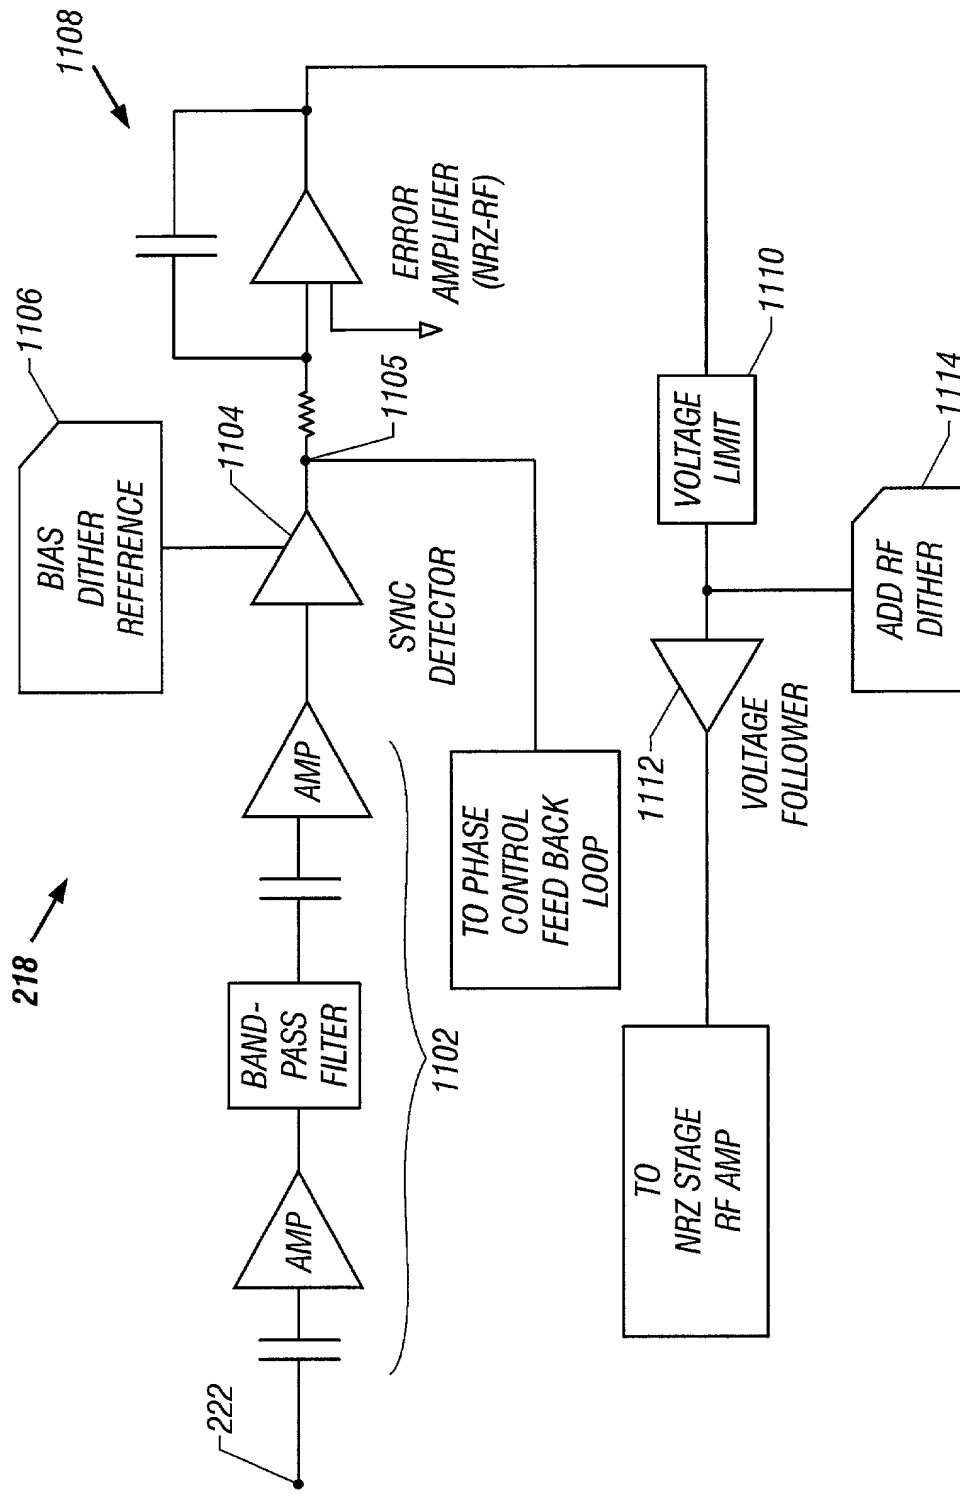 218
222
AMP
BAND-
PASS
FILTER
AMP
1102
BIAS
DITHER
REFERENCE
1106
1104
SYNC
DETECTOR
1105
1108
ERROR
AMPLIFIER
(NRZ-RF)
TO PHASE
CONTROL
FEED BACK
LOOP
TO
NRZ STAGE
RF AMP
1112
VOLTAGE
FOLLOWER
VOLTAGE
LIMIT
1110
ADD RF
DITHER
1114